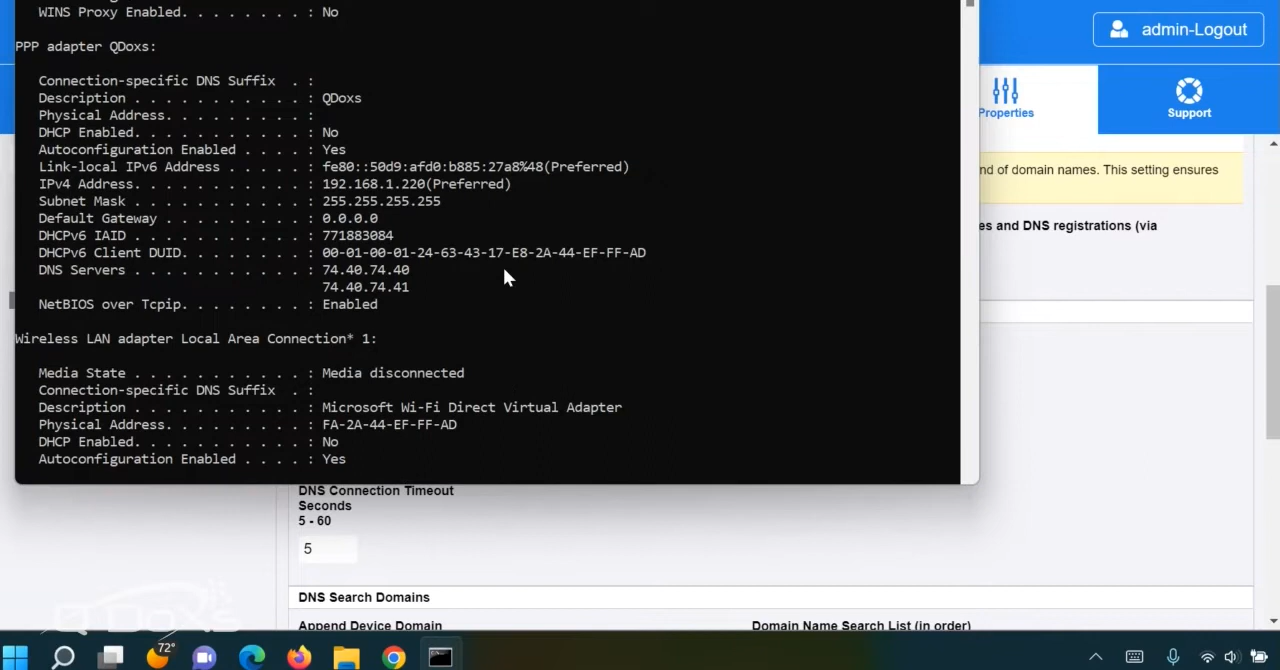 WINS Proxy Enabled. . . . . . . . : No
admin-Logout
PPP adapter QDoxs:
Connection-specific DNS Suffix  . :
Description . . . . . . . . . . . : QDoxs
Physical Address. . . . . . . . . :
DHCP Enabled. . . . . . . . . . . : No
Autoconfiguration Enabled . . . . : Yes
Link-local IPv6 Address . . . . . : fe80::50d9:afd0:b885:27a8%48(Preferred)
IPv4 Address. . . . . . . . . . . : 192.168.1.220(Preferred)
Subnet Mask . . . . . . . . . . . : 255.255.255.255
Default Gateway . . . . . . . . . : 0.0.0.0
DHCPv6 IAID . . . . . . . . . . . : 771883084
DHCPv6 Client DUID. . . . . . . . : 00-01-00-01-24-63-43-17-E8-2A-44-EF-FF-AD
DNS Servers . . . . . . . . . . . : 74.40.74.40
74.40.74.41
NetBIOS over Tcpip. . . . . . . . : Enabled
Wireless LAN adapter Local Area Connection* 1:
Media State . . . . . . . . . . . : Media disconnected
Connection-specific DNS Suffix  . :
Description . . . . . . . . . . . : Microsoft Wi-Fi Direct Virtual Adapter
Physical Address. . . . . . . . . : FA-2A-44-EF-FF-AD
DHCP Enabled. . . . . . . . . . . : No
Autoconfiguration Enabled . . . . : Yes
Properties
Support
nd of domain names. This setting ensures
es and DNS registrations (via
DNS Connection Timeout
Seconds
5 - 60
5
DNS Search Domains
Append Device Domain
Domain Name Search List (in order)
QDOXS
72°